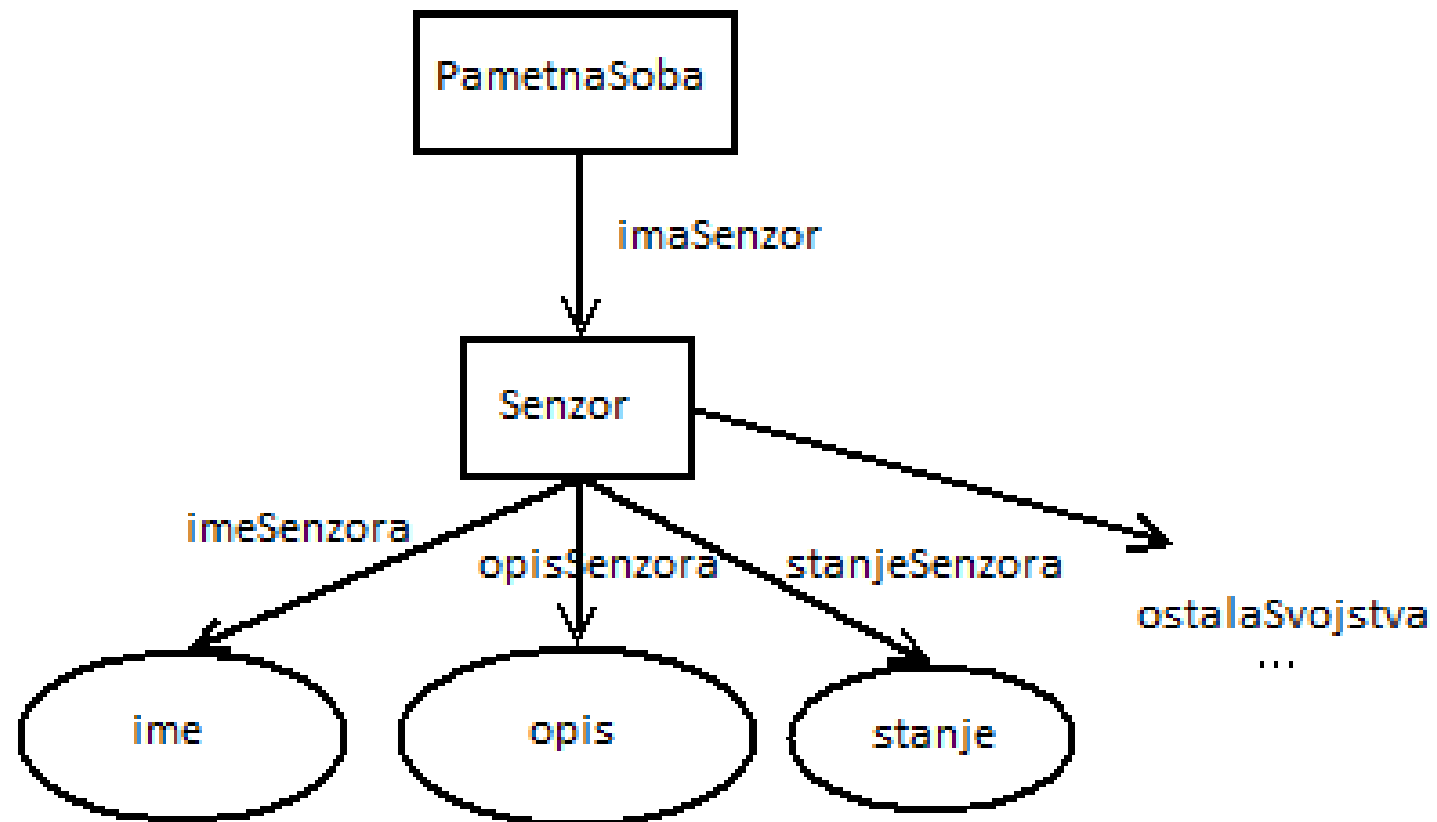 PametnaSoba
imaSenzor
Senzor
imeSenzora
opisSenzora
stanjeSenzora
ostalaSvojstva
...
ime
opis
stanje